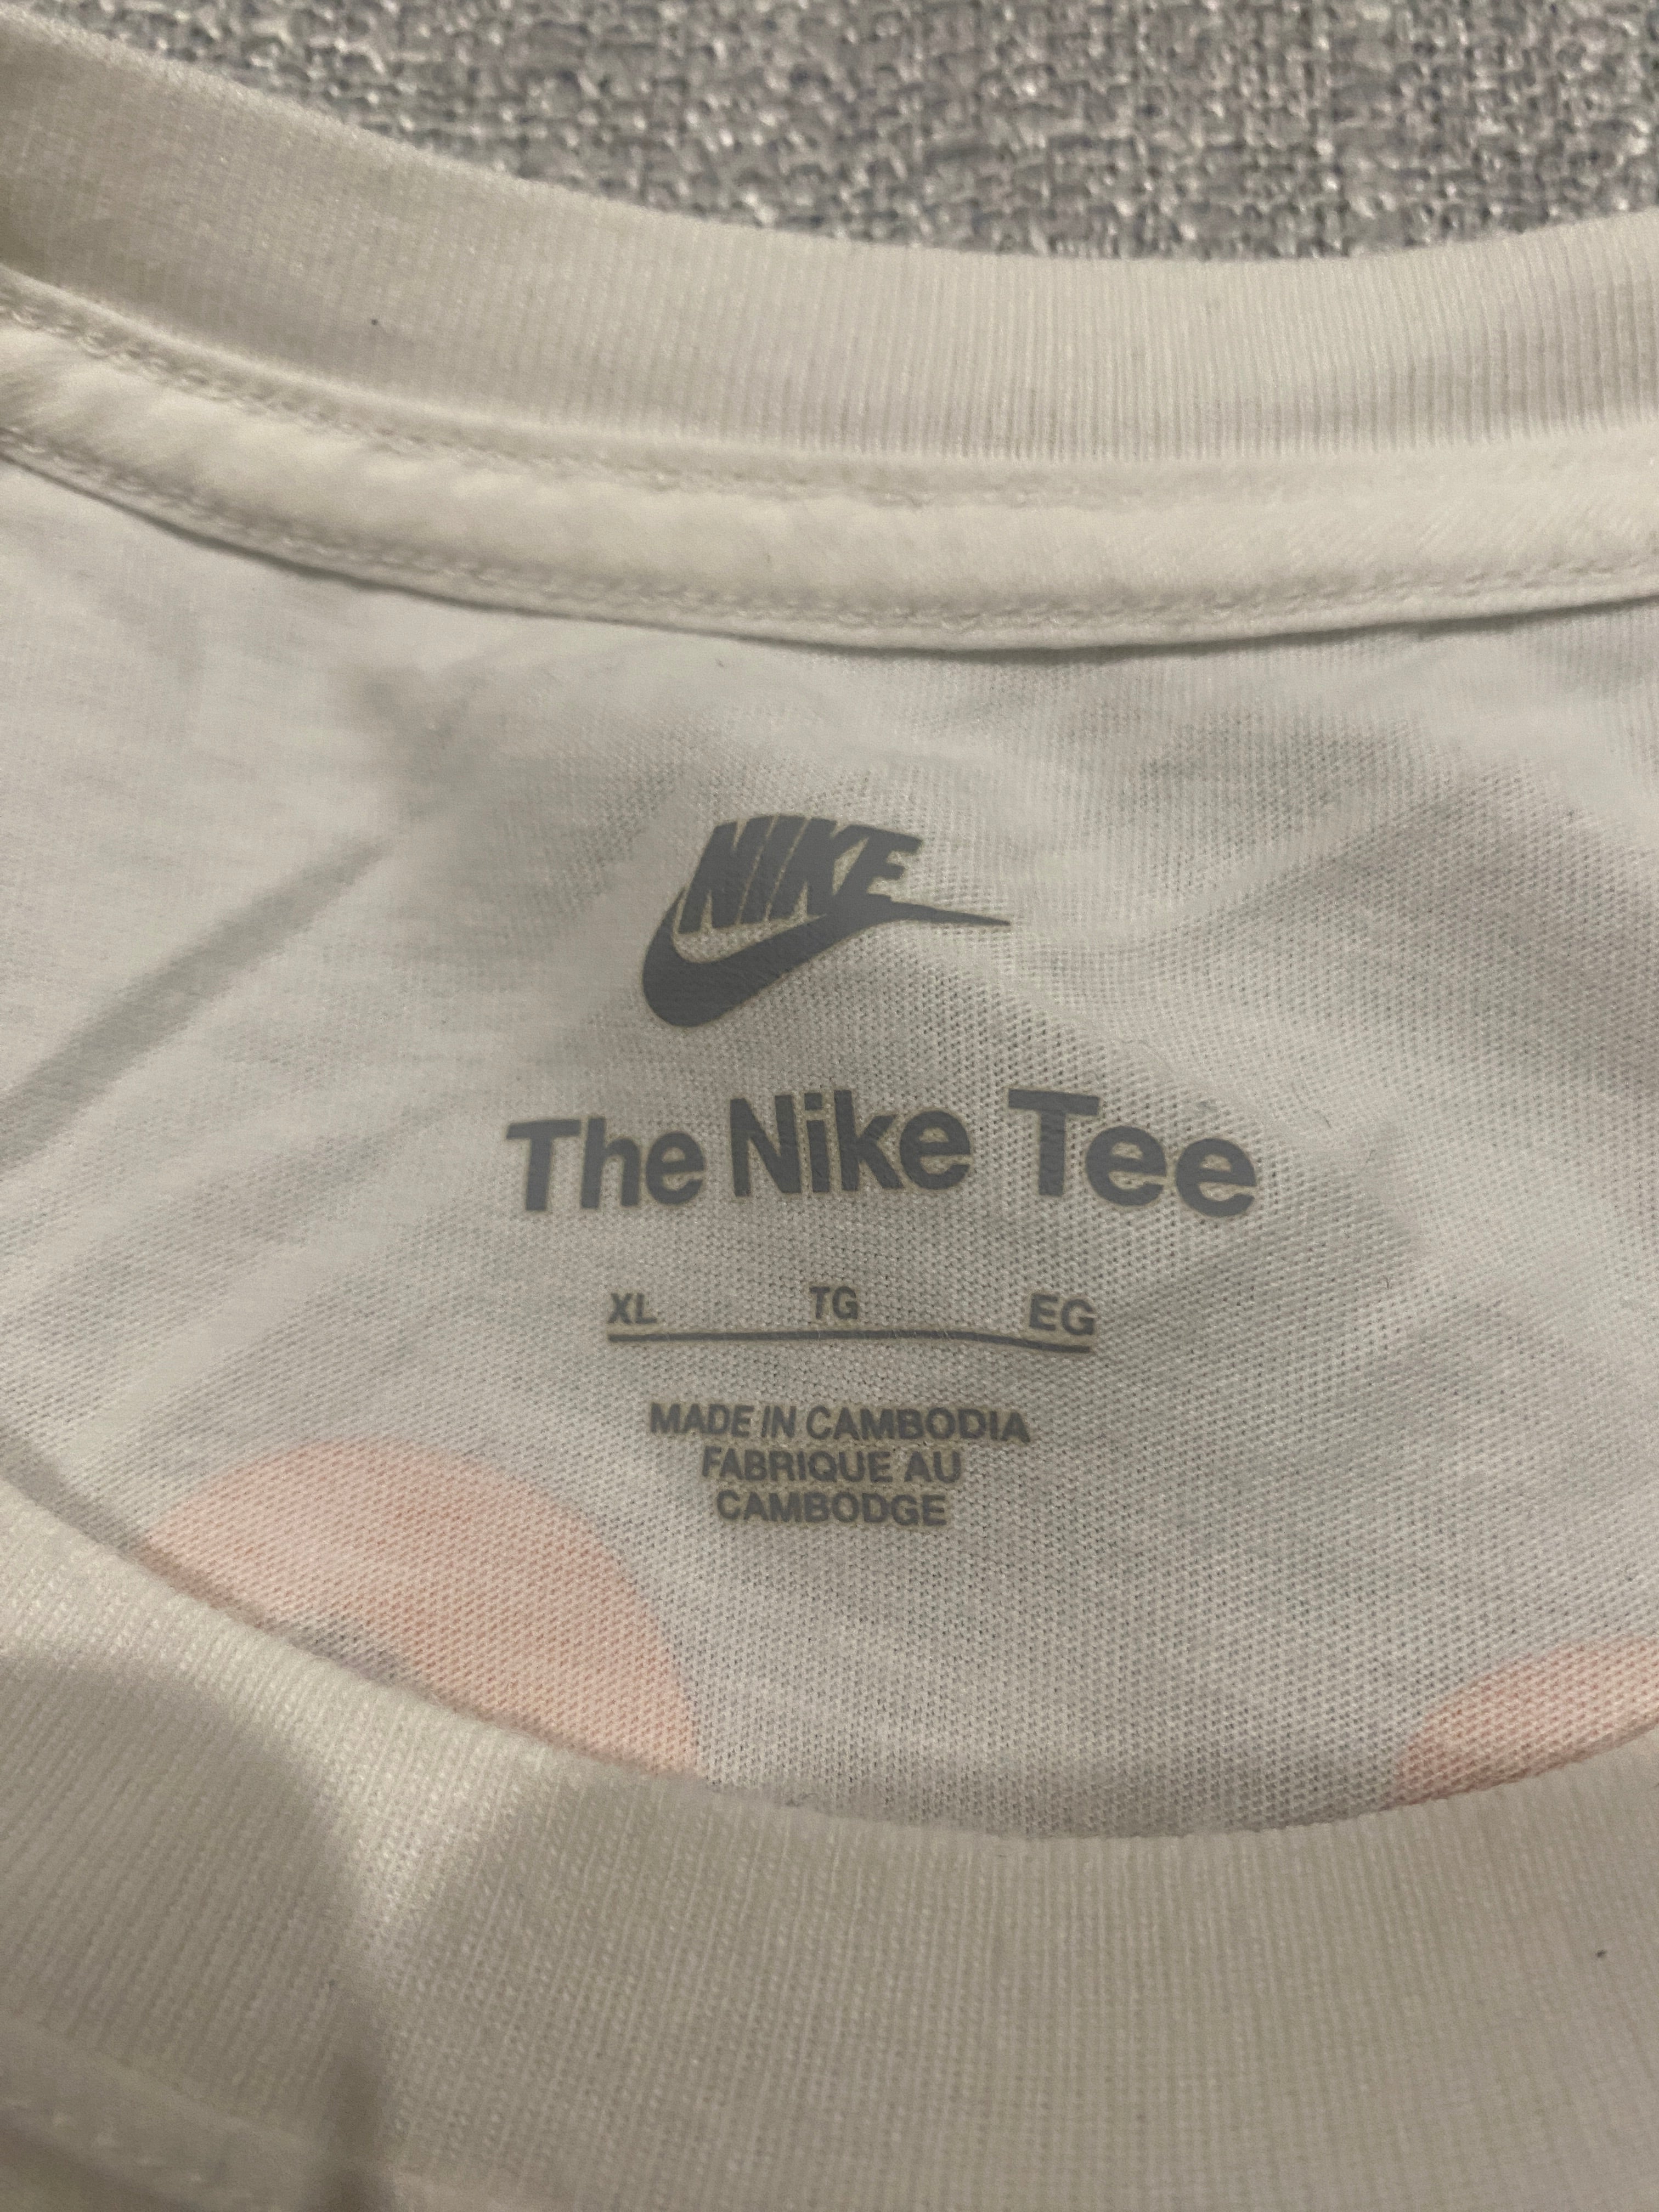 NIKE
The Nike Tee
XL TG EG
MADE IN CAMBODIA
FABRIQUE AU
CAMBODGE